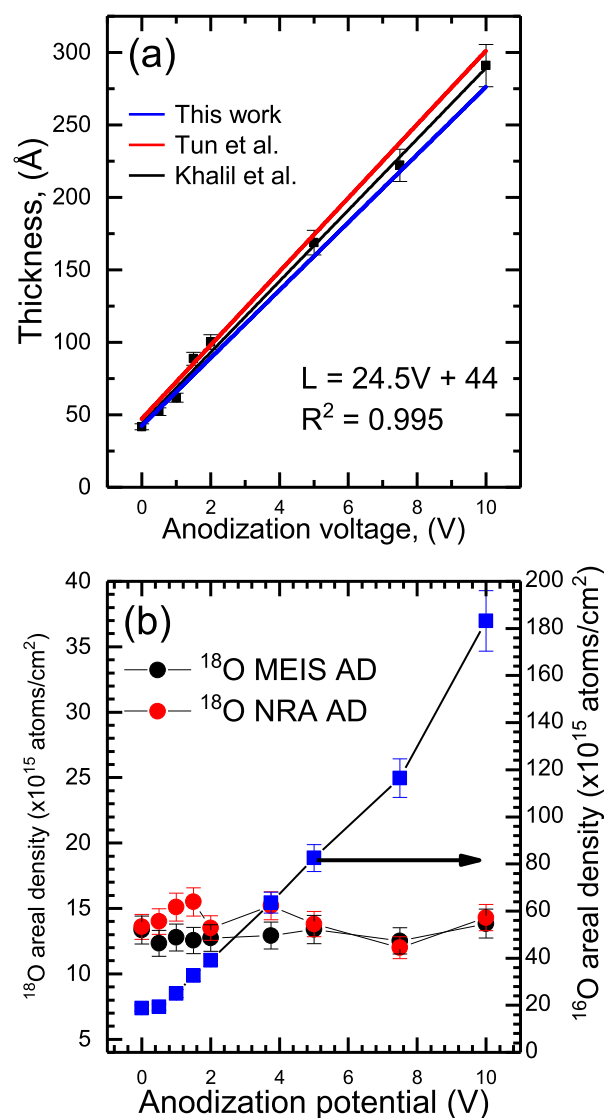 (a)
300
250
200
150
100
50
0
Thickness, (Å)
This work
Tun et al.
Khalil et al.
L = 24.5V + 44
R² = 0.995
0 2 4 6 8 10
Anodization voltage, (V)
(b)
40
35
30
25
20
15
10
5
¹⁸O areal density (x10¹⁵ atoms/cm²)
¹⁸O MEIS AD
¹⁸O NRA AD
200
180
160
140
120
100
80
60
40
20
0
¹⁶O areal density (x10¹⁵ atoms/cm²)
0 2 4 6 8 10
Anodization potential (V)